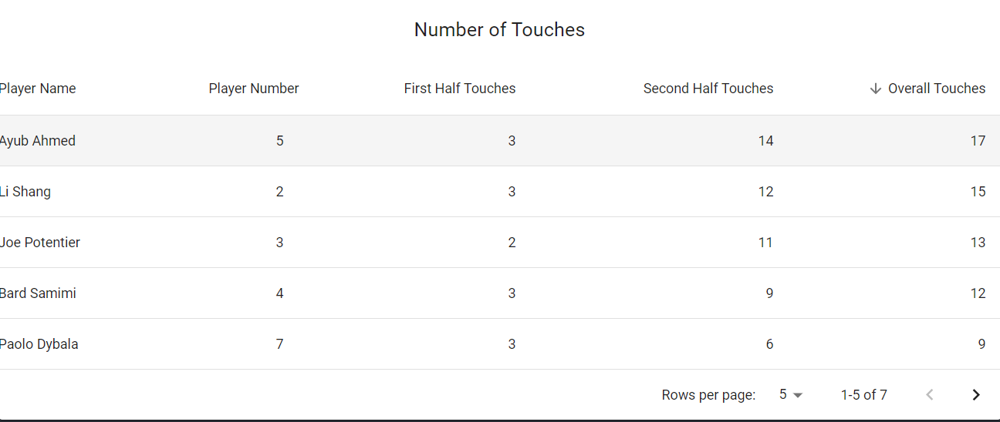 Number of Touches
Player Name Player Number First Half Touches Second Half Touches Overall Touches
Ayub Ahmed 5 3 14 17
Li Shang 2 3 12 15
Joe Potentier 3 2 11 13
Bard Samimi 4 3 9 12
Paolo Dybala 7 3 6 9
Rows per page: 5 1-5 of 7